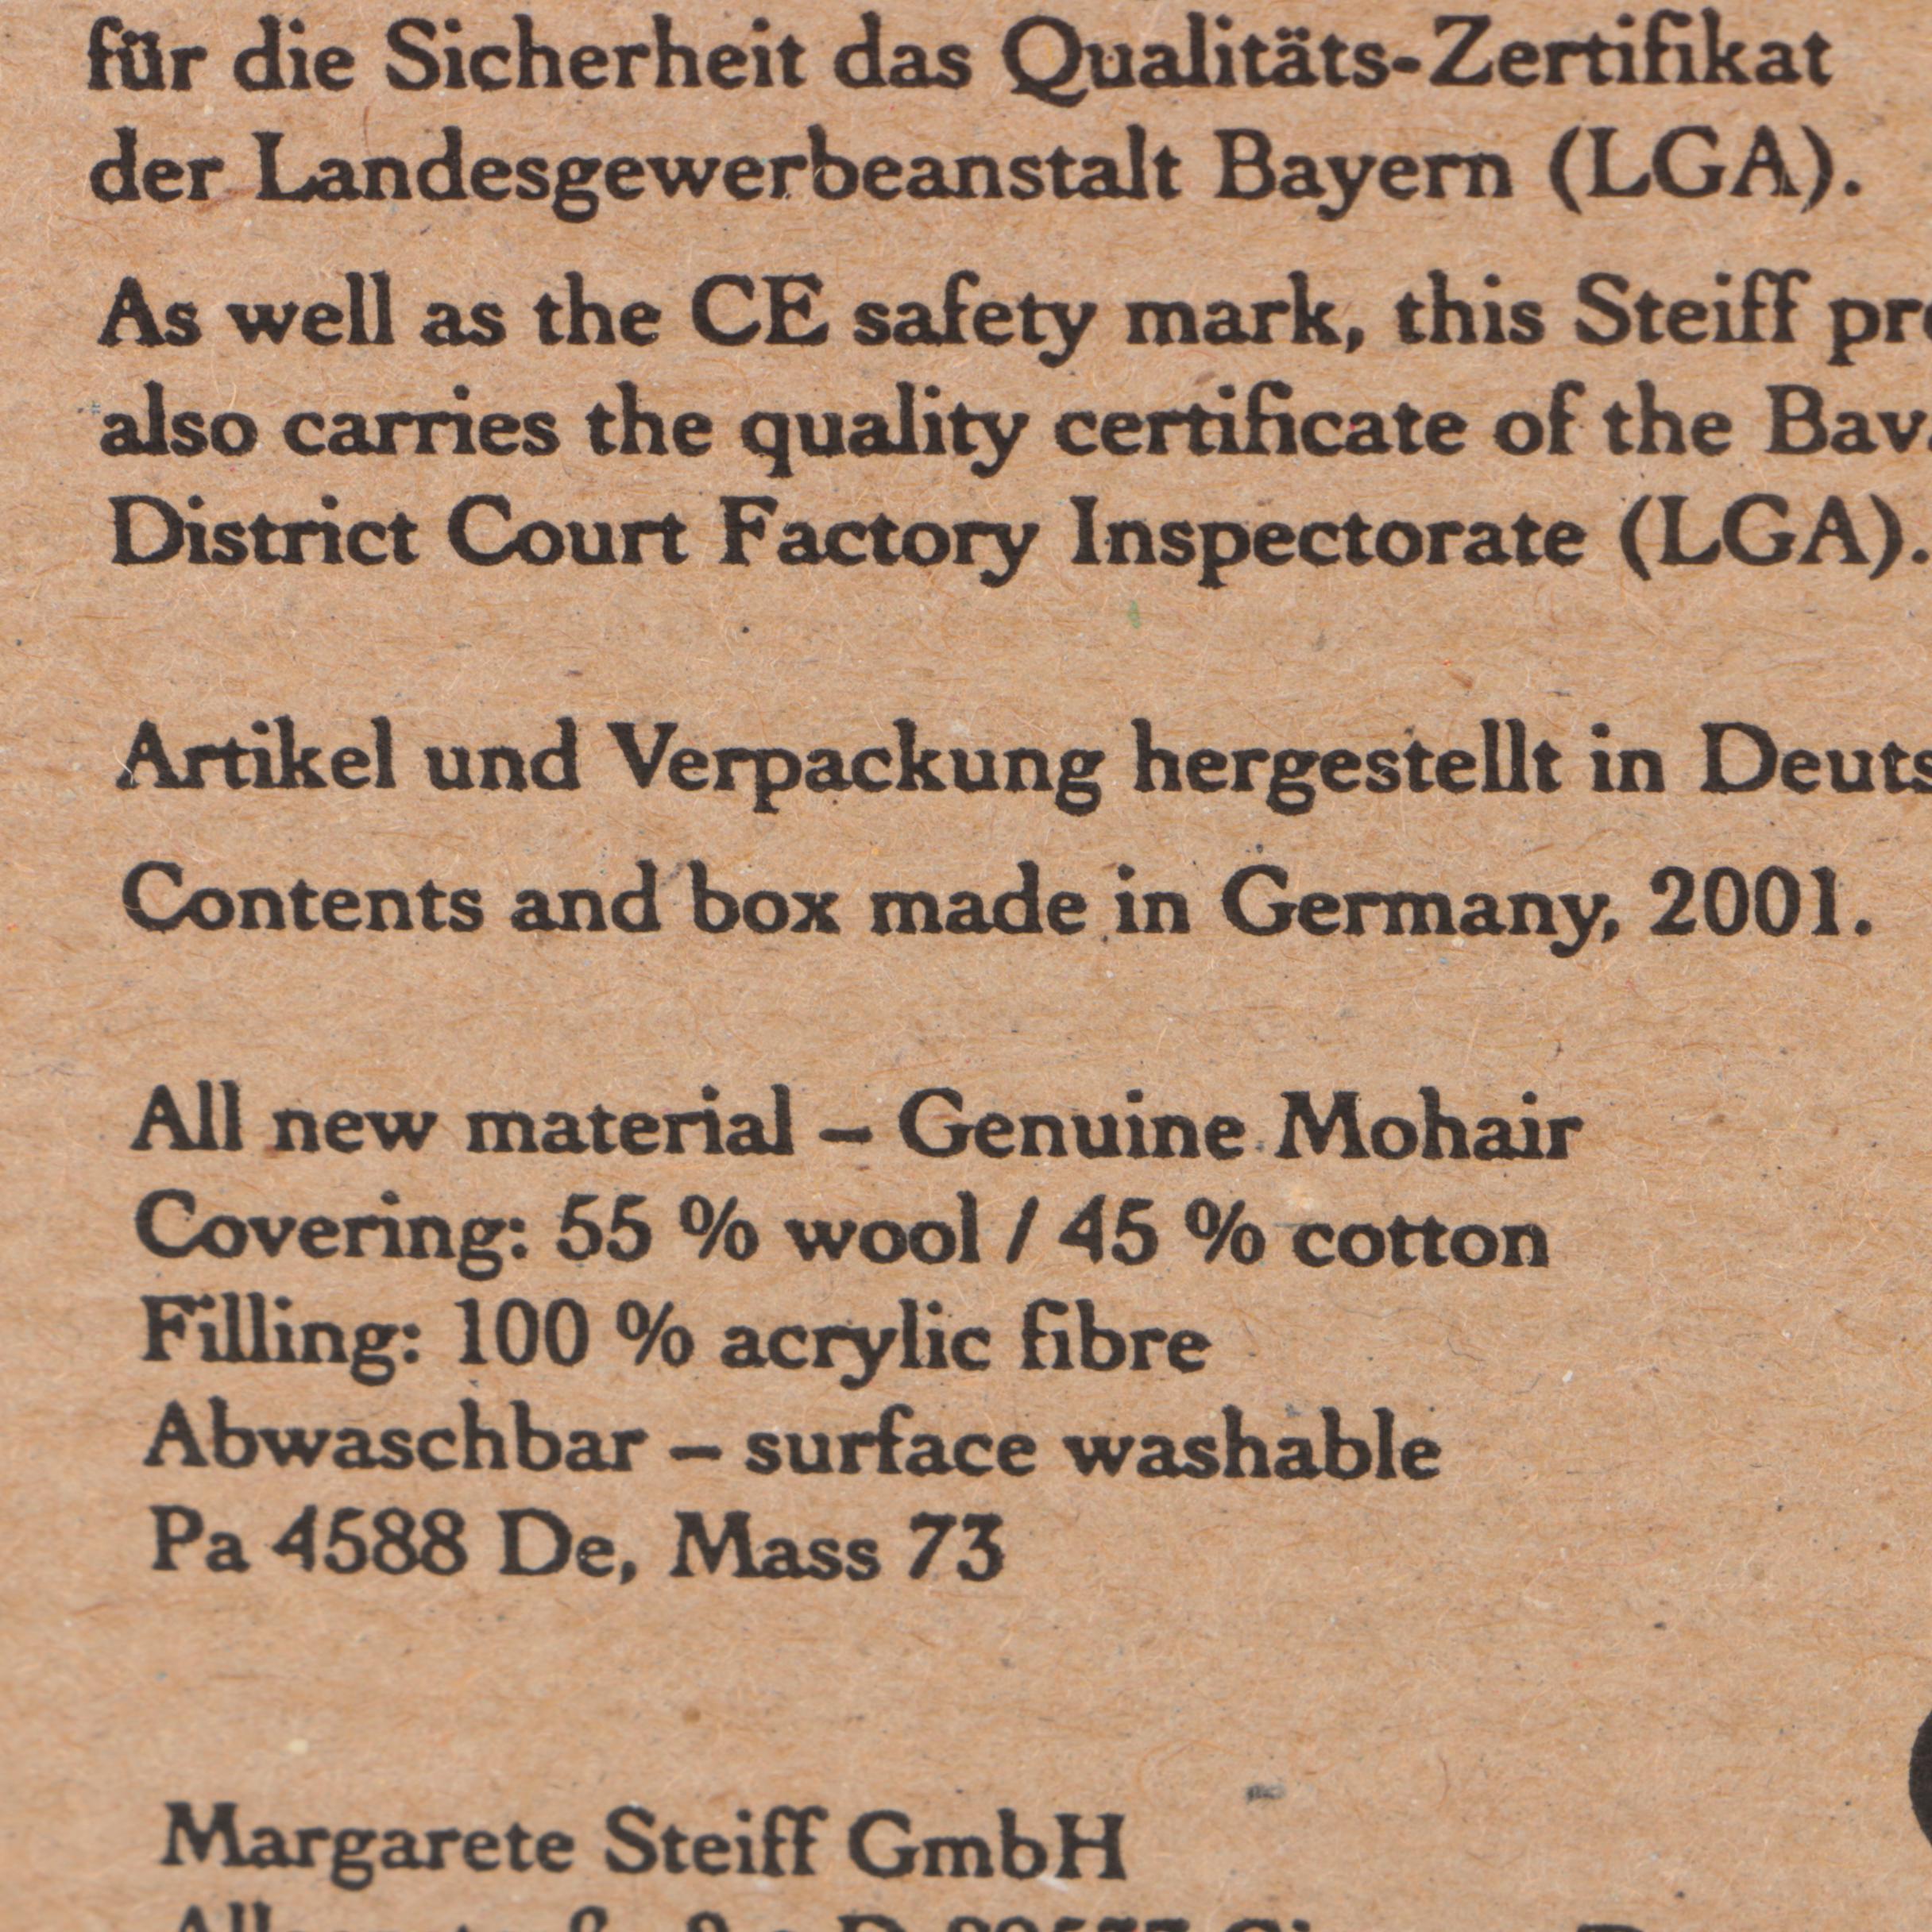 für die Sicherheit das Qualitäts-Zertifikat
der Landesgewerbeanstalt Bayern (LGA).
As well as the CE safety mark, this Steiff
also carries the quality certificate of the
District Court Factory Inspectorate (LGA).
Artikel und Verpackung hergestellt in
Contents and box made in Germany, 2001.
All new material – Genuine Mohair
Covering: 55 % wool / 45 % cotton
Filling: 100 % acrylic fibre
Abwaschbar – surface washable
Pa 4588 De, Mass 73
Margarete Steiff GmbH